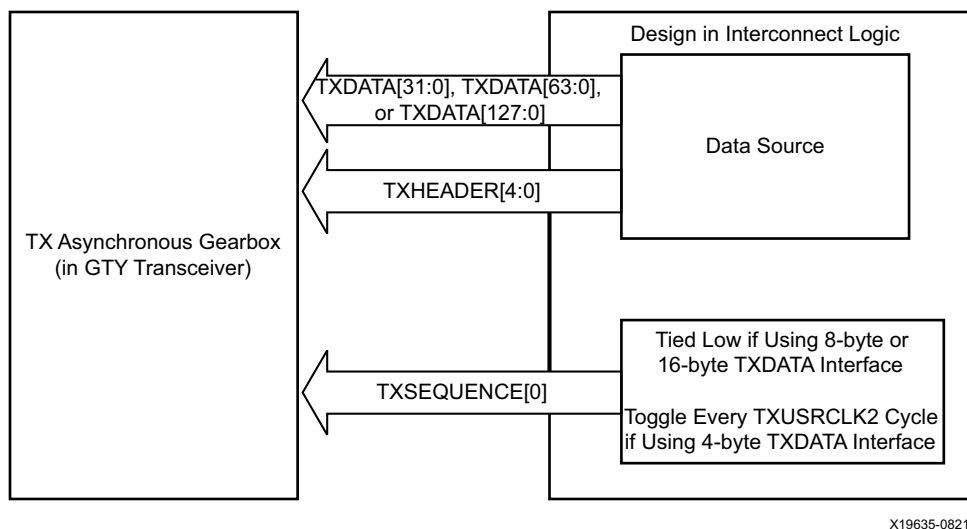 Design in Interconnect Logic
TXDATA[31:0], TXDATA[63:0],
or TXDATA[127:0]
Data Source
TXHEADER[4:0]
TX Asynchronous Gearbox
(in GTY Transceiver)
Tied Low if Using 8-byte or
16-byte TXDATA Interface
TXSEQUENCE[0]
Toggle Every TXUSRCLK2 Cycle
if Using 4-byte TXDATA Interface
X19635-0821